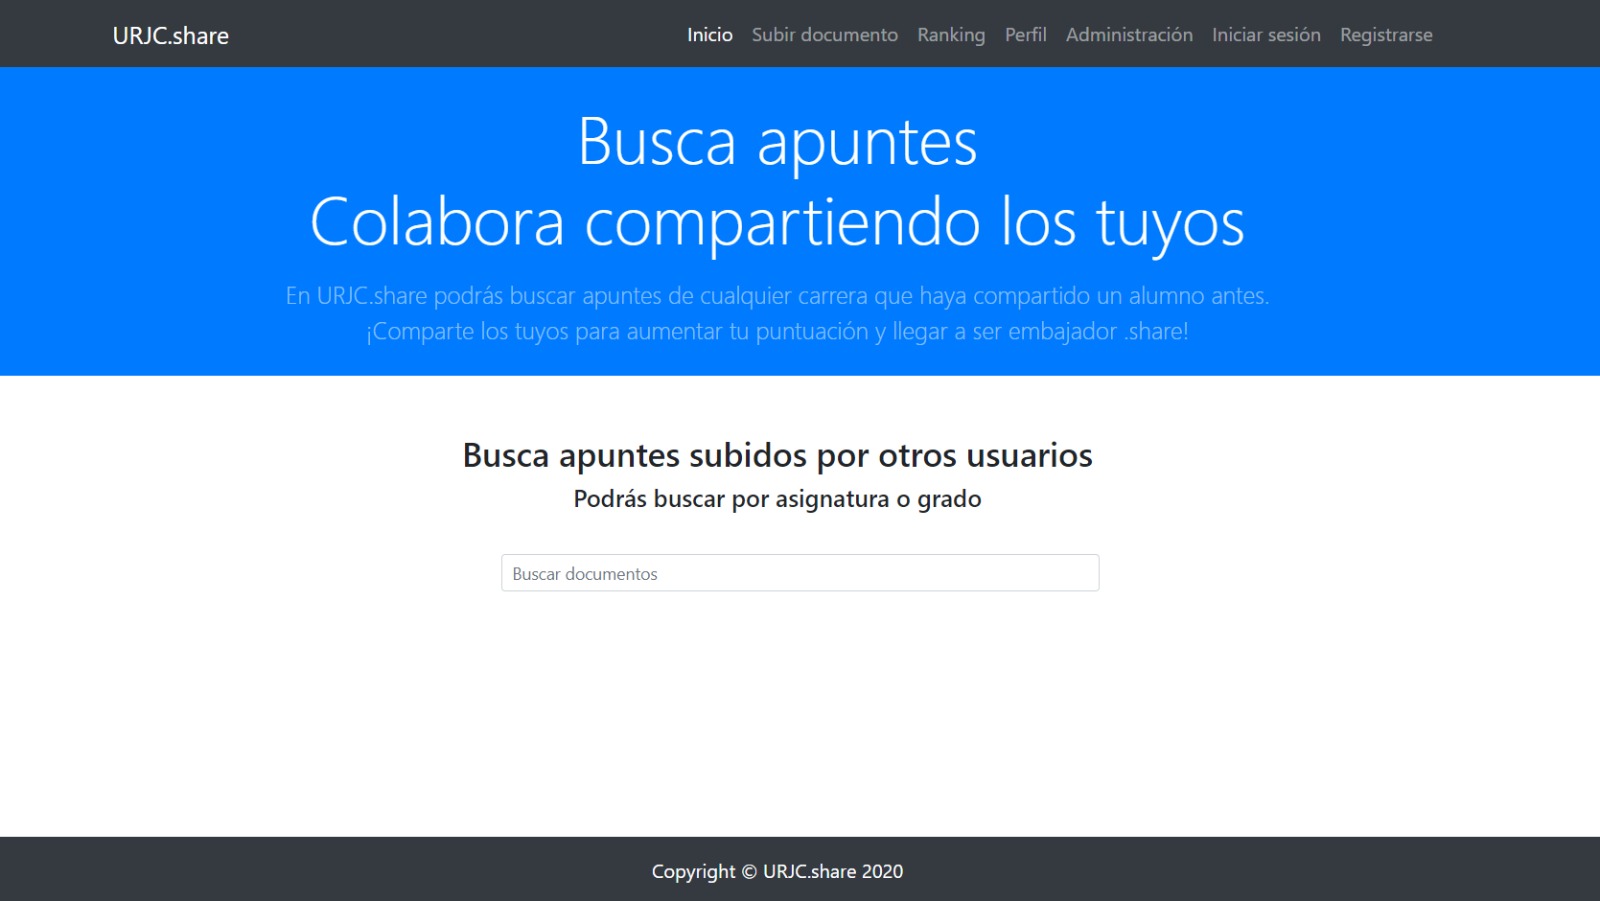 URJC.share
Inicio Subir documento Ranking Perfil Administración Iniciar sesión Registrarse
Busca apuntes
Colabora compartiendo los tuyos
En URJC.share podrás buscar apuntes de cualquier carrera que haya compartido un alumno antes.
¡Comparte los tuyos para aumentar tu puntuación y llegar a ser embajador .share!
Busca apuntes subidos por otros usuarios
Podrás buscar por asignatura o grado
Buscar documentos
Copyright © URJC.share 2020